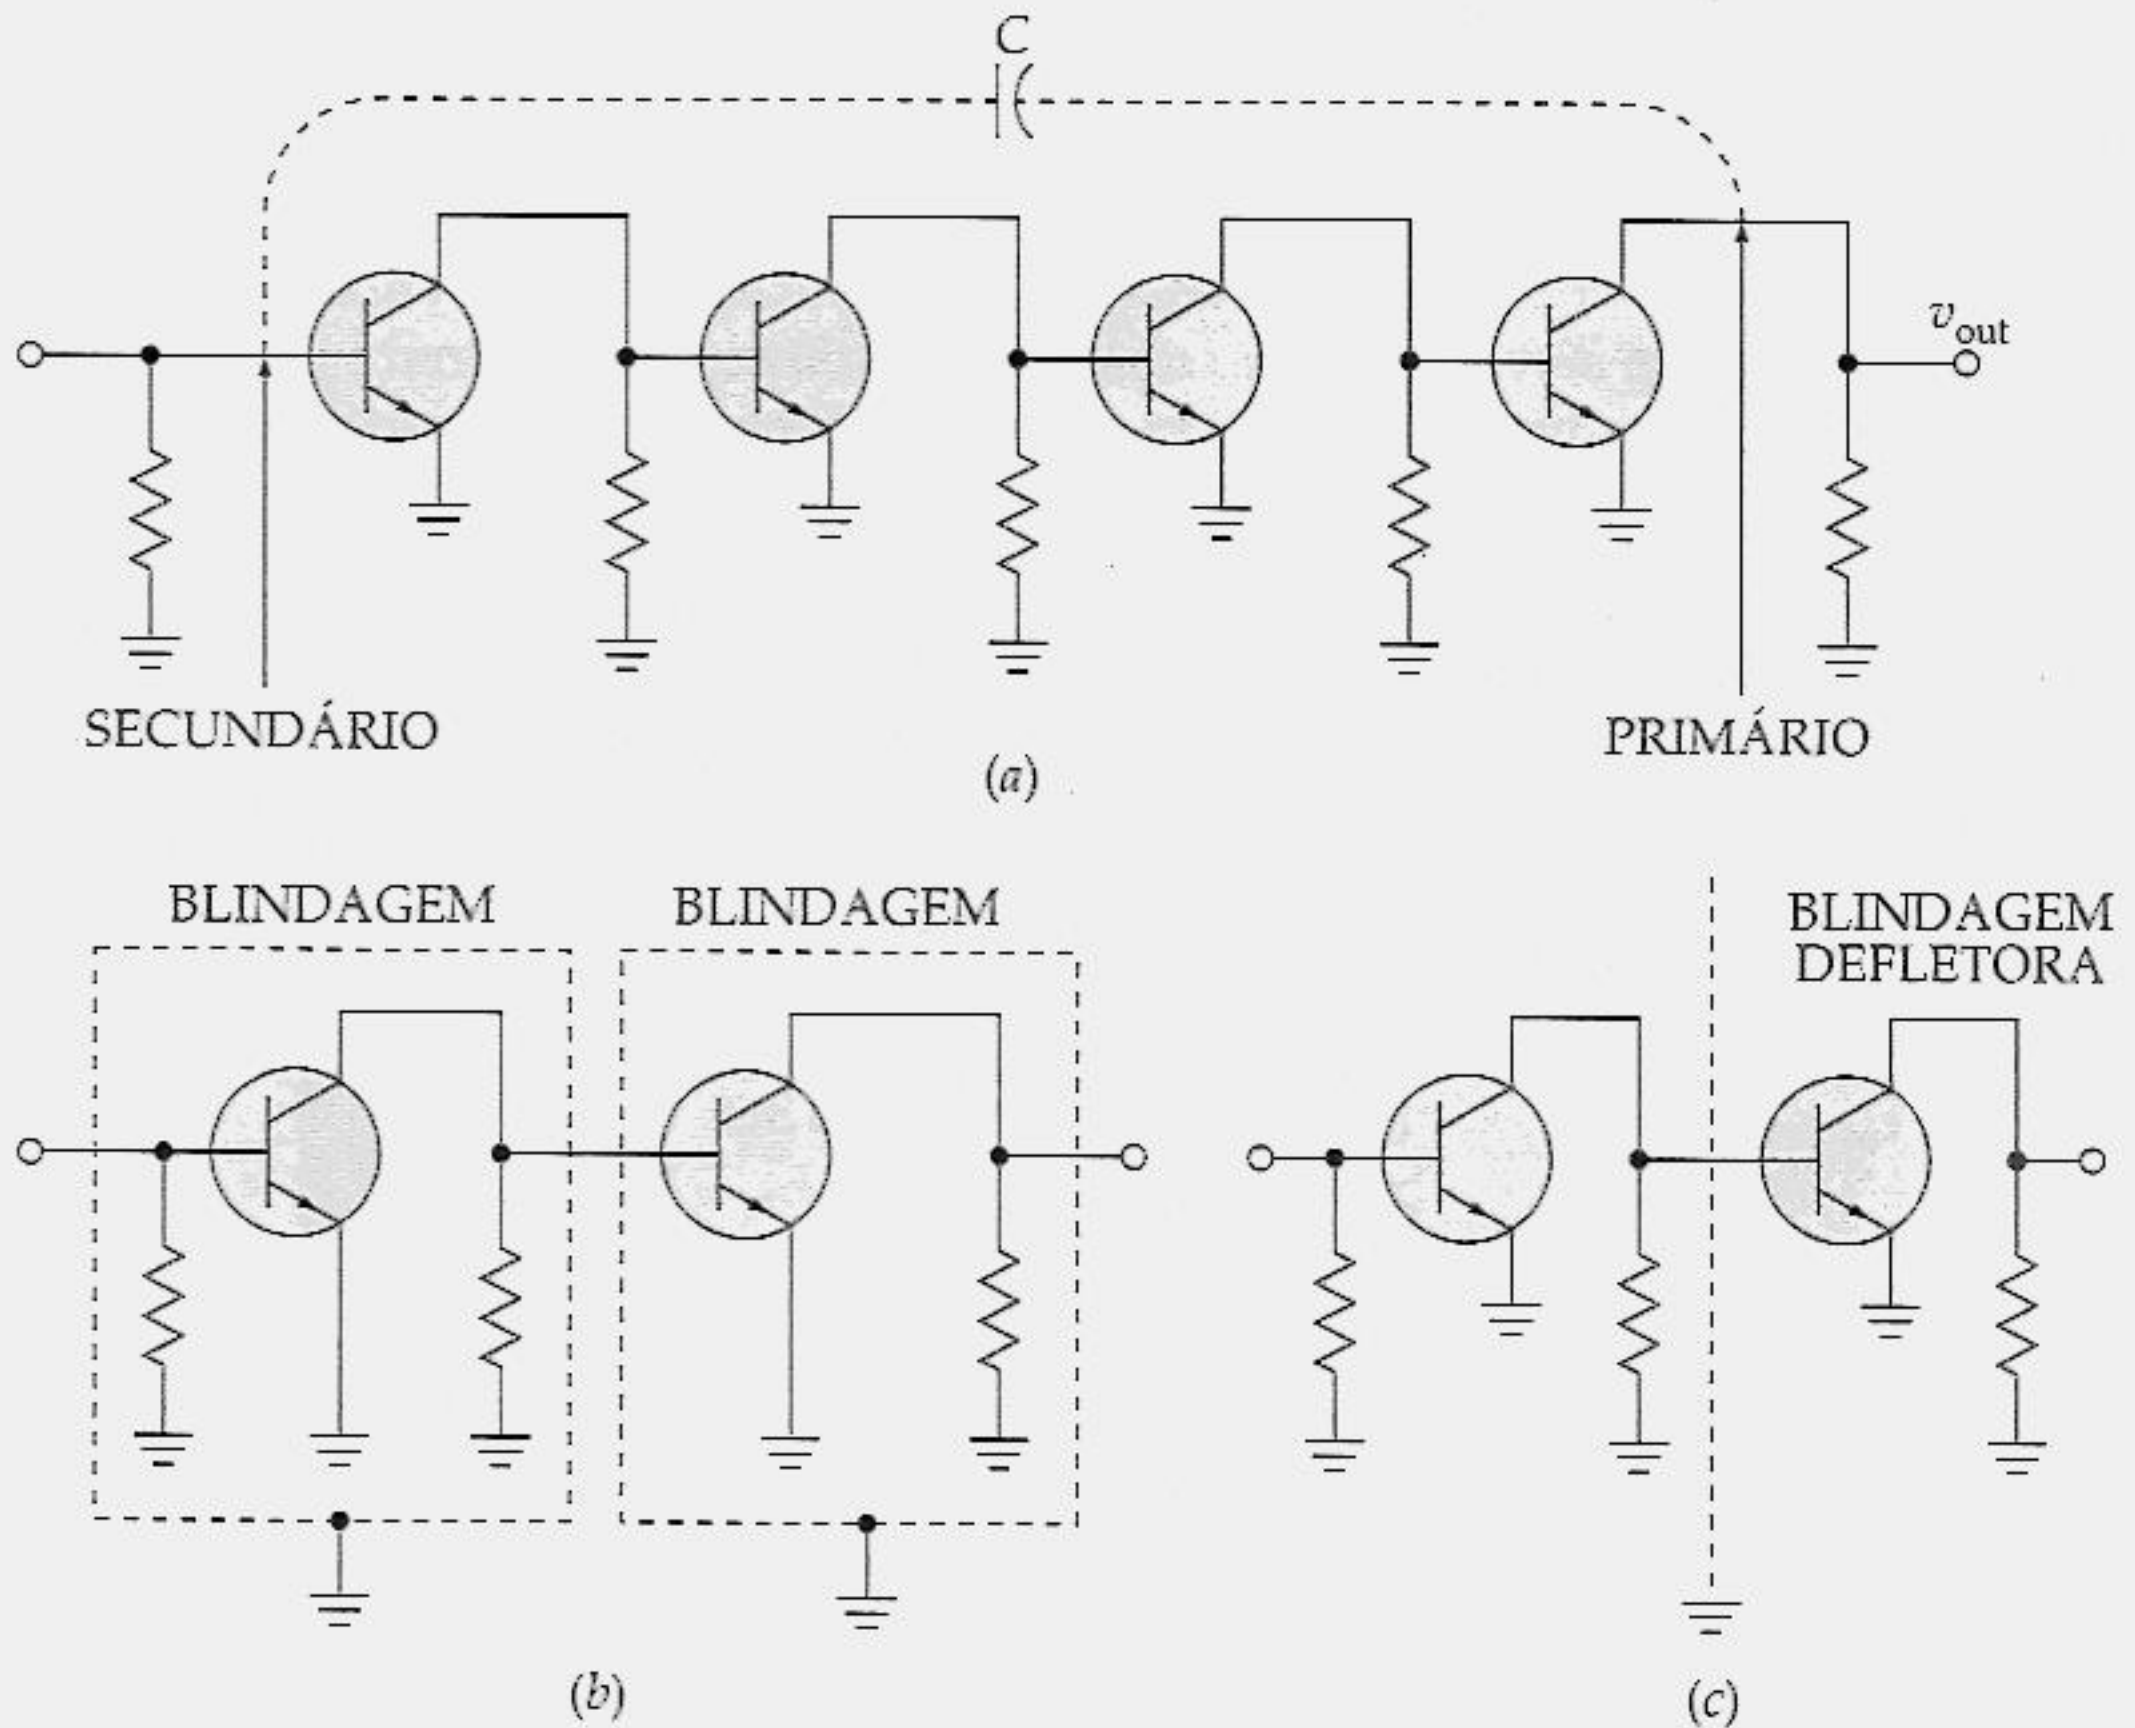 C
v_out
SECUNDÁRIO
PRIMÁRIO
(a)
BLINDAGEM
BLINDAGEM
BLINDAGEM
DEFLETORA
(b)
(c)